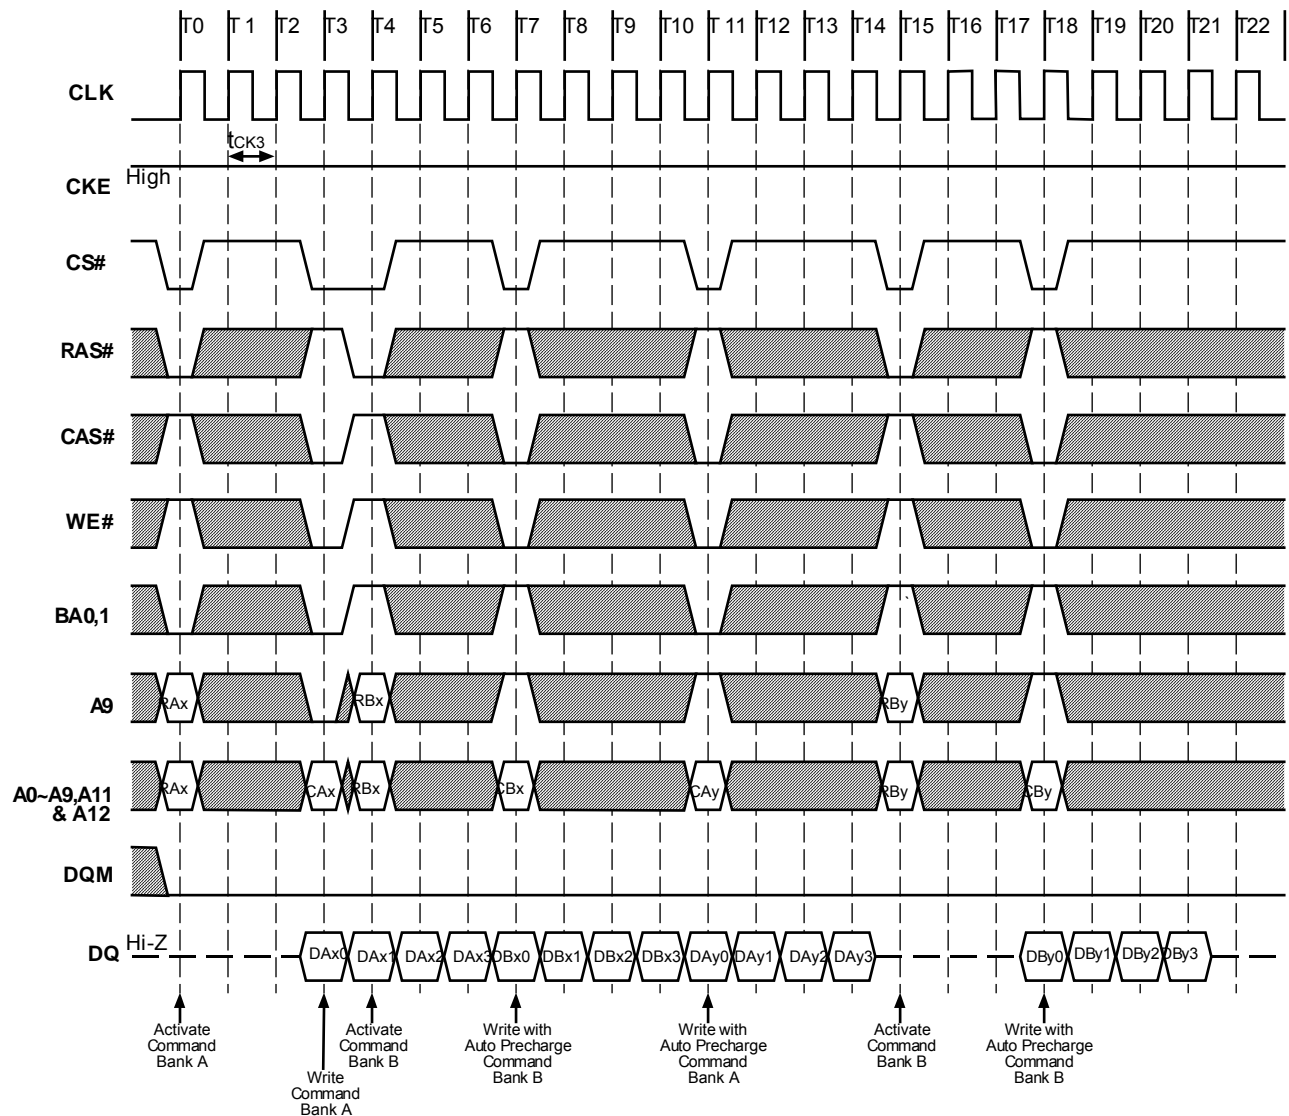 T0 T 1 T2 T3 T4 T5 T6 T7 T8 T9 T10 T 11 T12 T13 T14 T15 T16 T17 T18 T19 T20 T21 T22
CLK
tCK3
High
CKE
CS#
RAS#
CAS#
WE#
BA0,1
A9 RAx RBx RBy
A0~A9,A11
& A12
RAx CAx RBx CBx CAy RBy CBy
DQM
Hi-Z
DQ DAx0 DAx1 DAx2 DAx3 DBx0 DBx1 DBx2 DBx3 DAy0 DAy1 DAy2 DAy3 DBy0 DBy1 DBy2 DBy3
Activate
Command
Bank A
Write
Command
Bank A
Activate
Command
Bank B
Write with
Auto Precharge
Command
Bank B
Write with
Auto Precharge
Command
Bank A
Activate
Command
Bank B
Write with
Auto Precharge
Command
Bank B